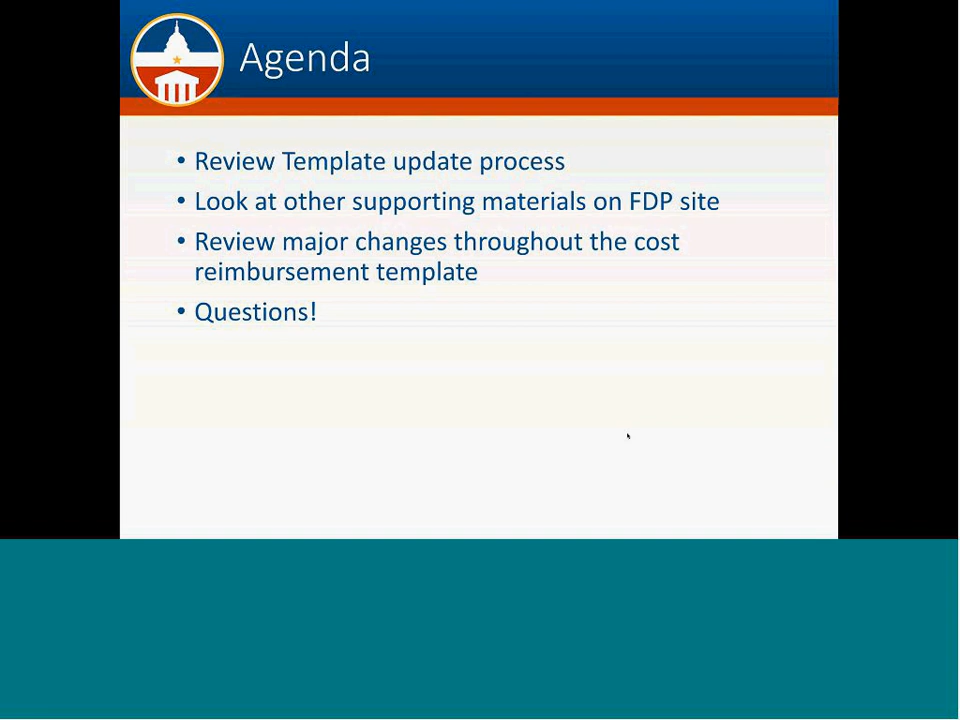 Agenda
• Review Template update process
• Look at other supporting materials on FDP site
• Review major changes throughout the cost
reimbursement template
• Questions!